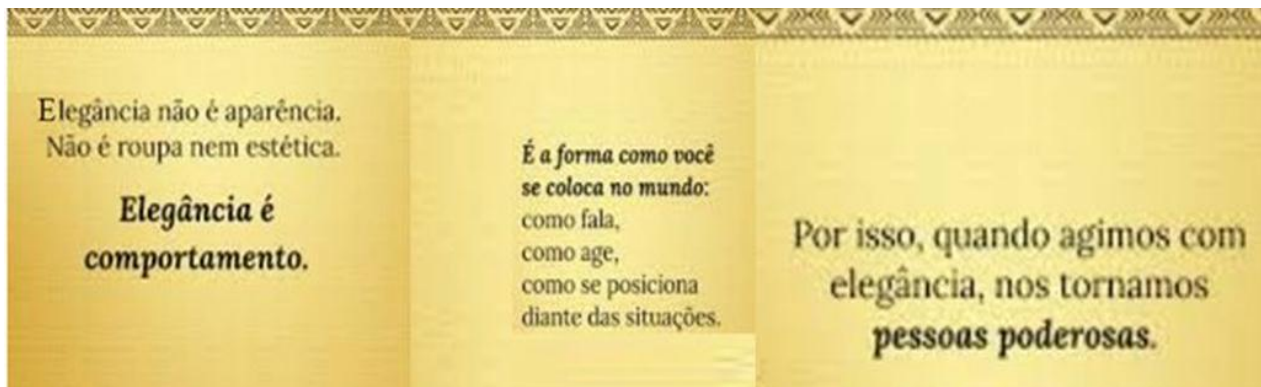 Elegância não é aparência.
Não é roupa nem estética.
Elegância é
comportamento.
É a forma como você
se coloca no mundo:
como fala,
como age,
como se posiciona
diante das situações.
Por isso, quando agimos com
elegância, nos tornamos
pessoas poderosas.